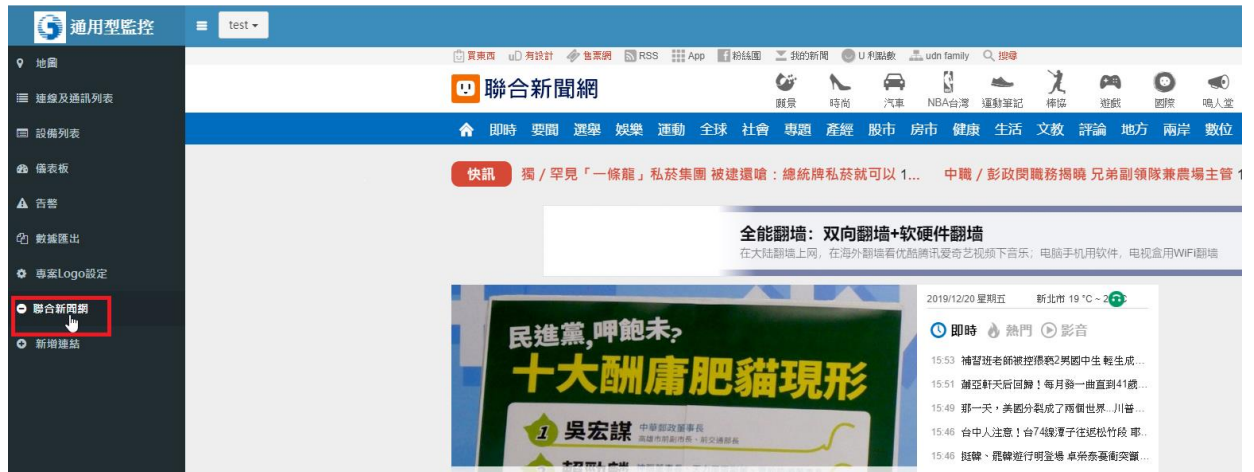 通用型監控
test
地圖
連線及通訊列表
設備列表
儀表板
告警
數據匯出
專案Logo設定
聯合新聞網
新增連結
買東西 uD 有設計 售票網 RSS App 粉絲團 我的新聞 U 利點數 udn family 搜尋
聯合新聞網
願景 時尚 汽車 NBA台灣 運動筆記 棒協 遊戲 國際 鳴人堂
即時 要聞 選舉 娛樂 運動 全球 社會 專題 產經 股市 房市 健康 生活 文教 評論 地方 兩岸 數位
快訊 獨 / 罕見「一條龍」私菸集團 被逮還嗆：總統牌私菸就可以 1... 中職 / 彭政閔職務揭曉 兄弟副領隊兼農場主管 1
全能翻墙：双向翻墙+软硬件翻墙
在大陆翻墙上网，在海外翻墙看优酷腾讯爱奇艺视频下音乐；电脑手机用软件，电视盒用WiFi翻墙
民進黨,呷飽未?
十大酬庸肥貓現形
1 吳宏謀 中華郵政董事長
2019/12/20 星期五 新北市 19 °C ~ 2
即時 熱門 影音
15:53 補習班老師被控猥褻2男國中生 輕生成...
15:51 蕭亞軒天后回歸！每月發一曲直到41歲...
15:49 那一天，美國分裂成了兩個世界...川普...
15:46 台中人注意！台74線潭子往返松竹段 耶..
15:46 挺韓、罷韓遊行明登場 卓榮泰憂衝突籲...